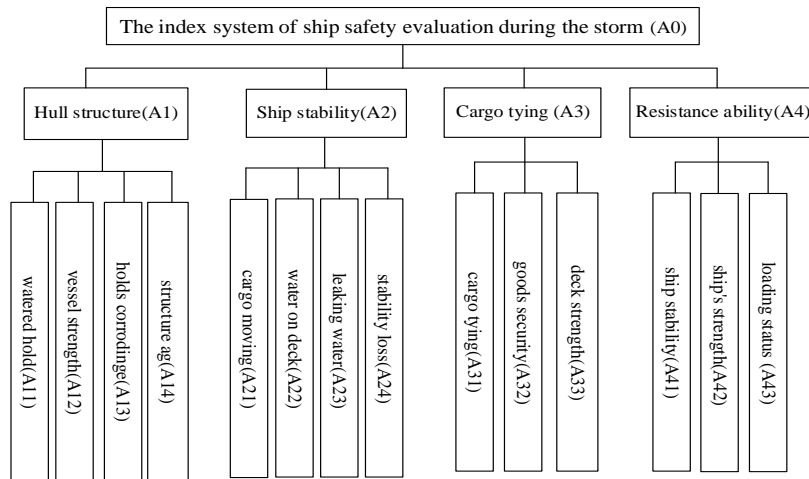 The index system of ship safety evaluation during the storm (A0)
Hull structure(A1)
Ship stability(A2)
Cargo tying (A3)
Resistance ability(A4)
watered hold(A11)
vessel strength(A12)
holds corrodinge(A13)
structure ag(A14)
cargo moving(A21)
water on deck(A22)
leaking water(A23)
stability loss(A24)
cargo tying(A31)
goods security(A32)
deck strength(A33)
ship stability(A41)
ship's strength(A42)
loading status (A43)